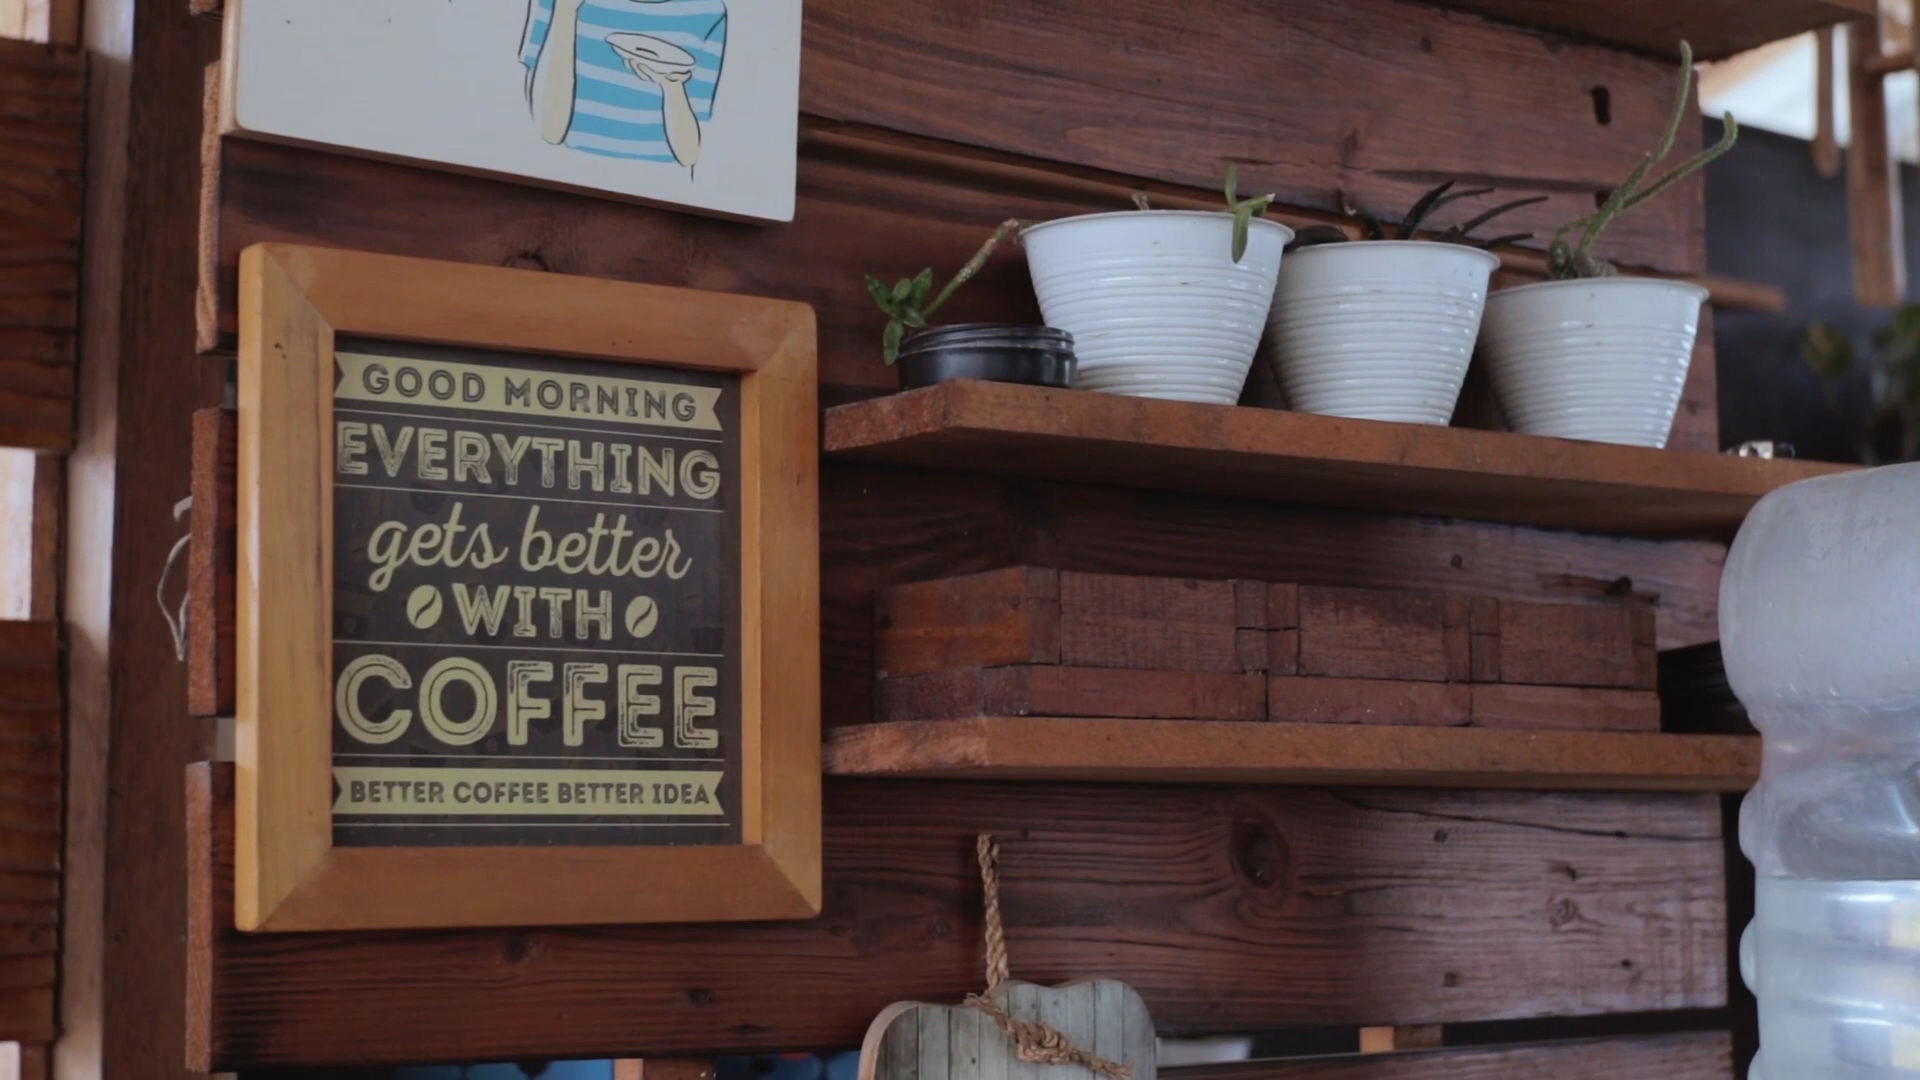 GOOD MORNING
EVERYTHING
gets better
WITH
COFFEE
BETTER COFFEE BETTER IDEA